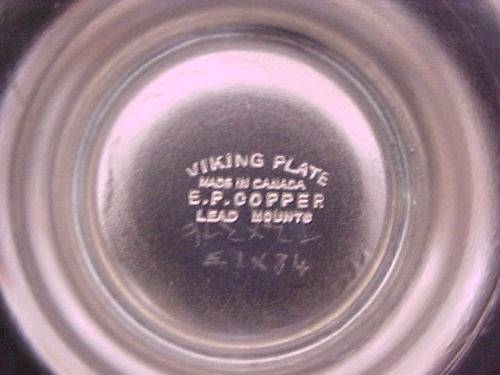 VIKING PLATE
MADE IN CANADA
E.P. COPPER
LEAD MOUNTS